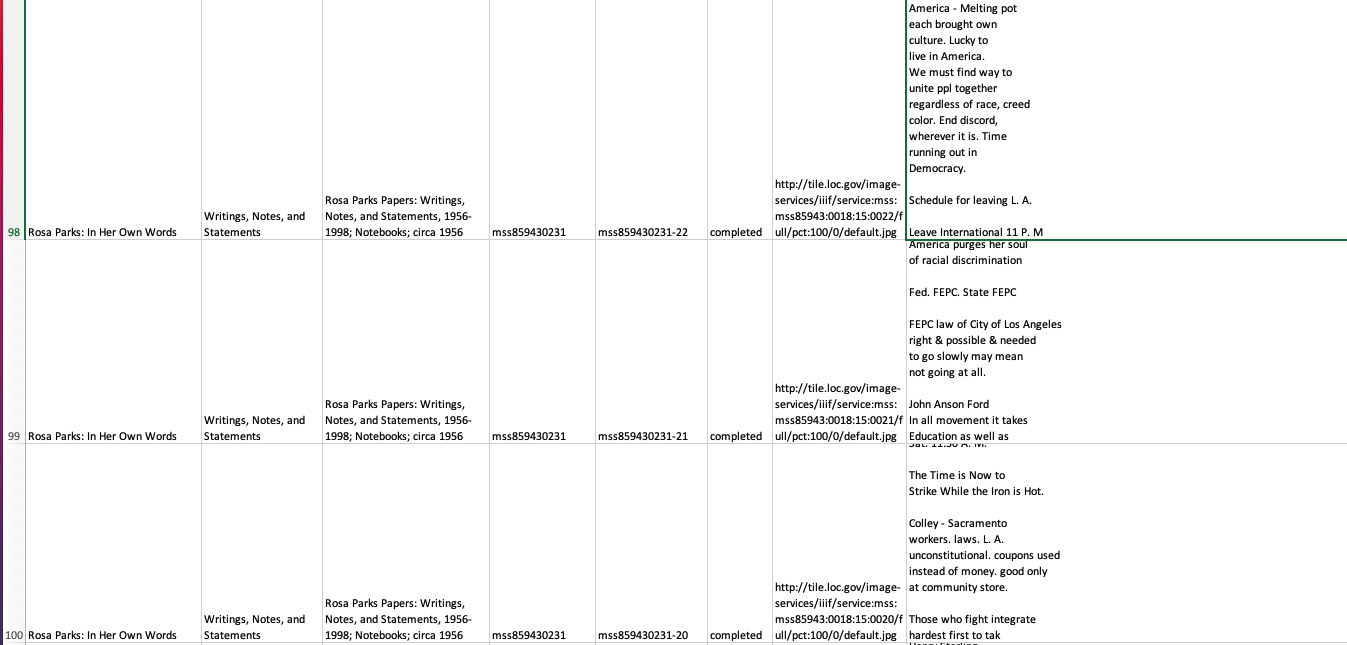 America - Melting pot
each brought own
culture. Lucky to
live in America.
We must find way to
unite ppl together
regardless of race, creed
color. End discord,
wherever it is. Time
running out in
Democracy.
Schedule for leaving L. A.
Leave International 11 P. M
98
Rosa Parks: In Her Own Words
Writings, Notes, and
Statements
Rosa Parks Papers: Writings,
Notes, and Statements, 1956-
1998; Notebooks; circa 1956
mss859430231
mss859430231-22
completed
http://tile.loc.gov/image-
services/iiif/service:mss:
mss85943:0018:15:0022/f
ull/pct:100/0/default.jpg
America purges her soul
of racial discrimination
Fed. FEPC. State FEPC
FEPC law of City of Los Angeles
right & possible & needed
to go slowly may mean
not going at all.
John Anson Ford
In all movement it takes
Education as well as
99
Rosa Parks: In Her Own Words
Writings, Notes, and
Statements
Rosa Parks Papers: Writings,
Notes, and Statements, 1956-
1998; Notebooks; circa 1956
mss859430231
mss859430231-21
completed
http://tile.loc.gov/image-
services/iiif/service:mss:
mss85943:0018:15:0021/f
ull/pct:100/0/default.jpg
Sat. 11:30 A. M.
The Time is Now to
Strike While the Iron is Hot.
Colley - Sacramento
workers. laws. L. A.
unconstitutional. coupons used
instead of money. good only
at community store.
Those who fight integrate
hardest first to tak
100
Rosa Parks: In Her Own Words
Writings, Notes, and
Statements
Rosa Parks Papers: Writings,
Notes, and Statements, 1956-
1998; Notebooks; circa 1956
mss859430231
mss859430231-20
completed
http://tile.loc.gov/image-
services/iiif/service:mss:
mss85943:0018:15:0020/f
ull/pct:100/0/default.jpg